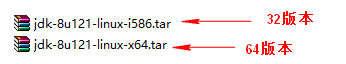 jdk-8u121-linux-i586.tar 32版本
jdk-8u121-linux-x64.tar 64版本